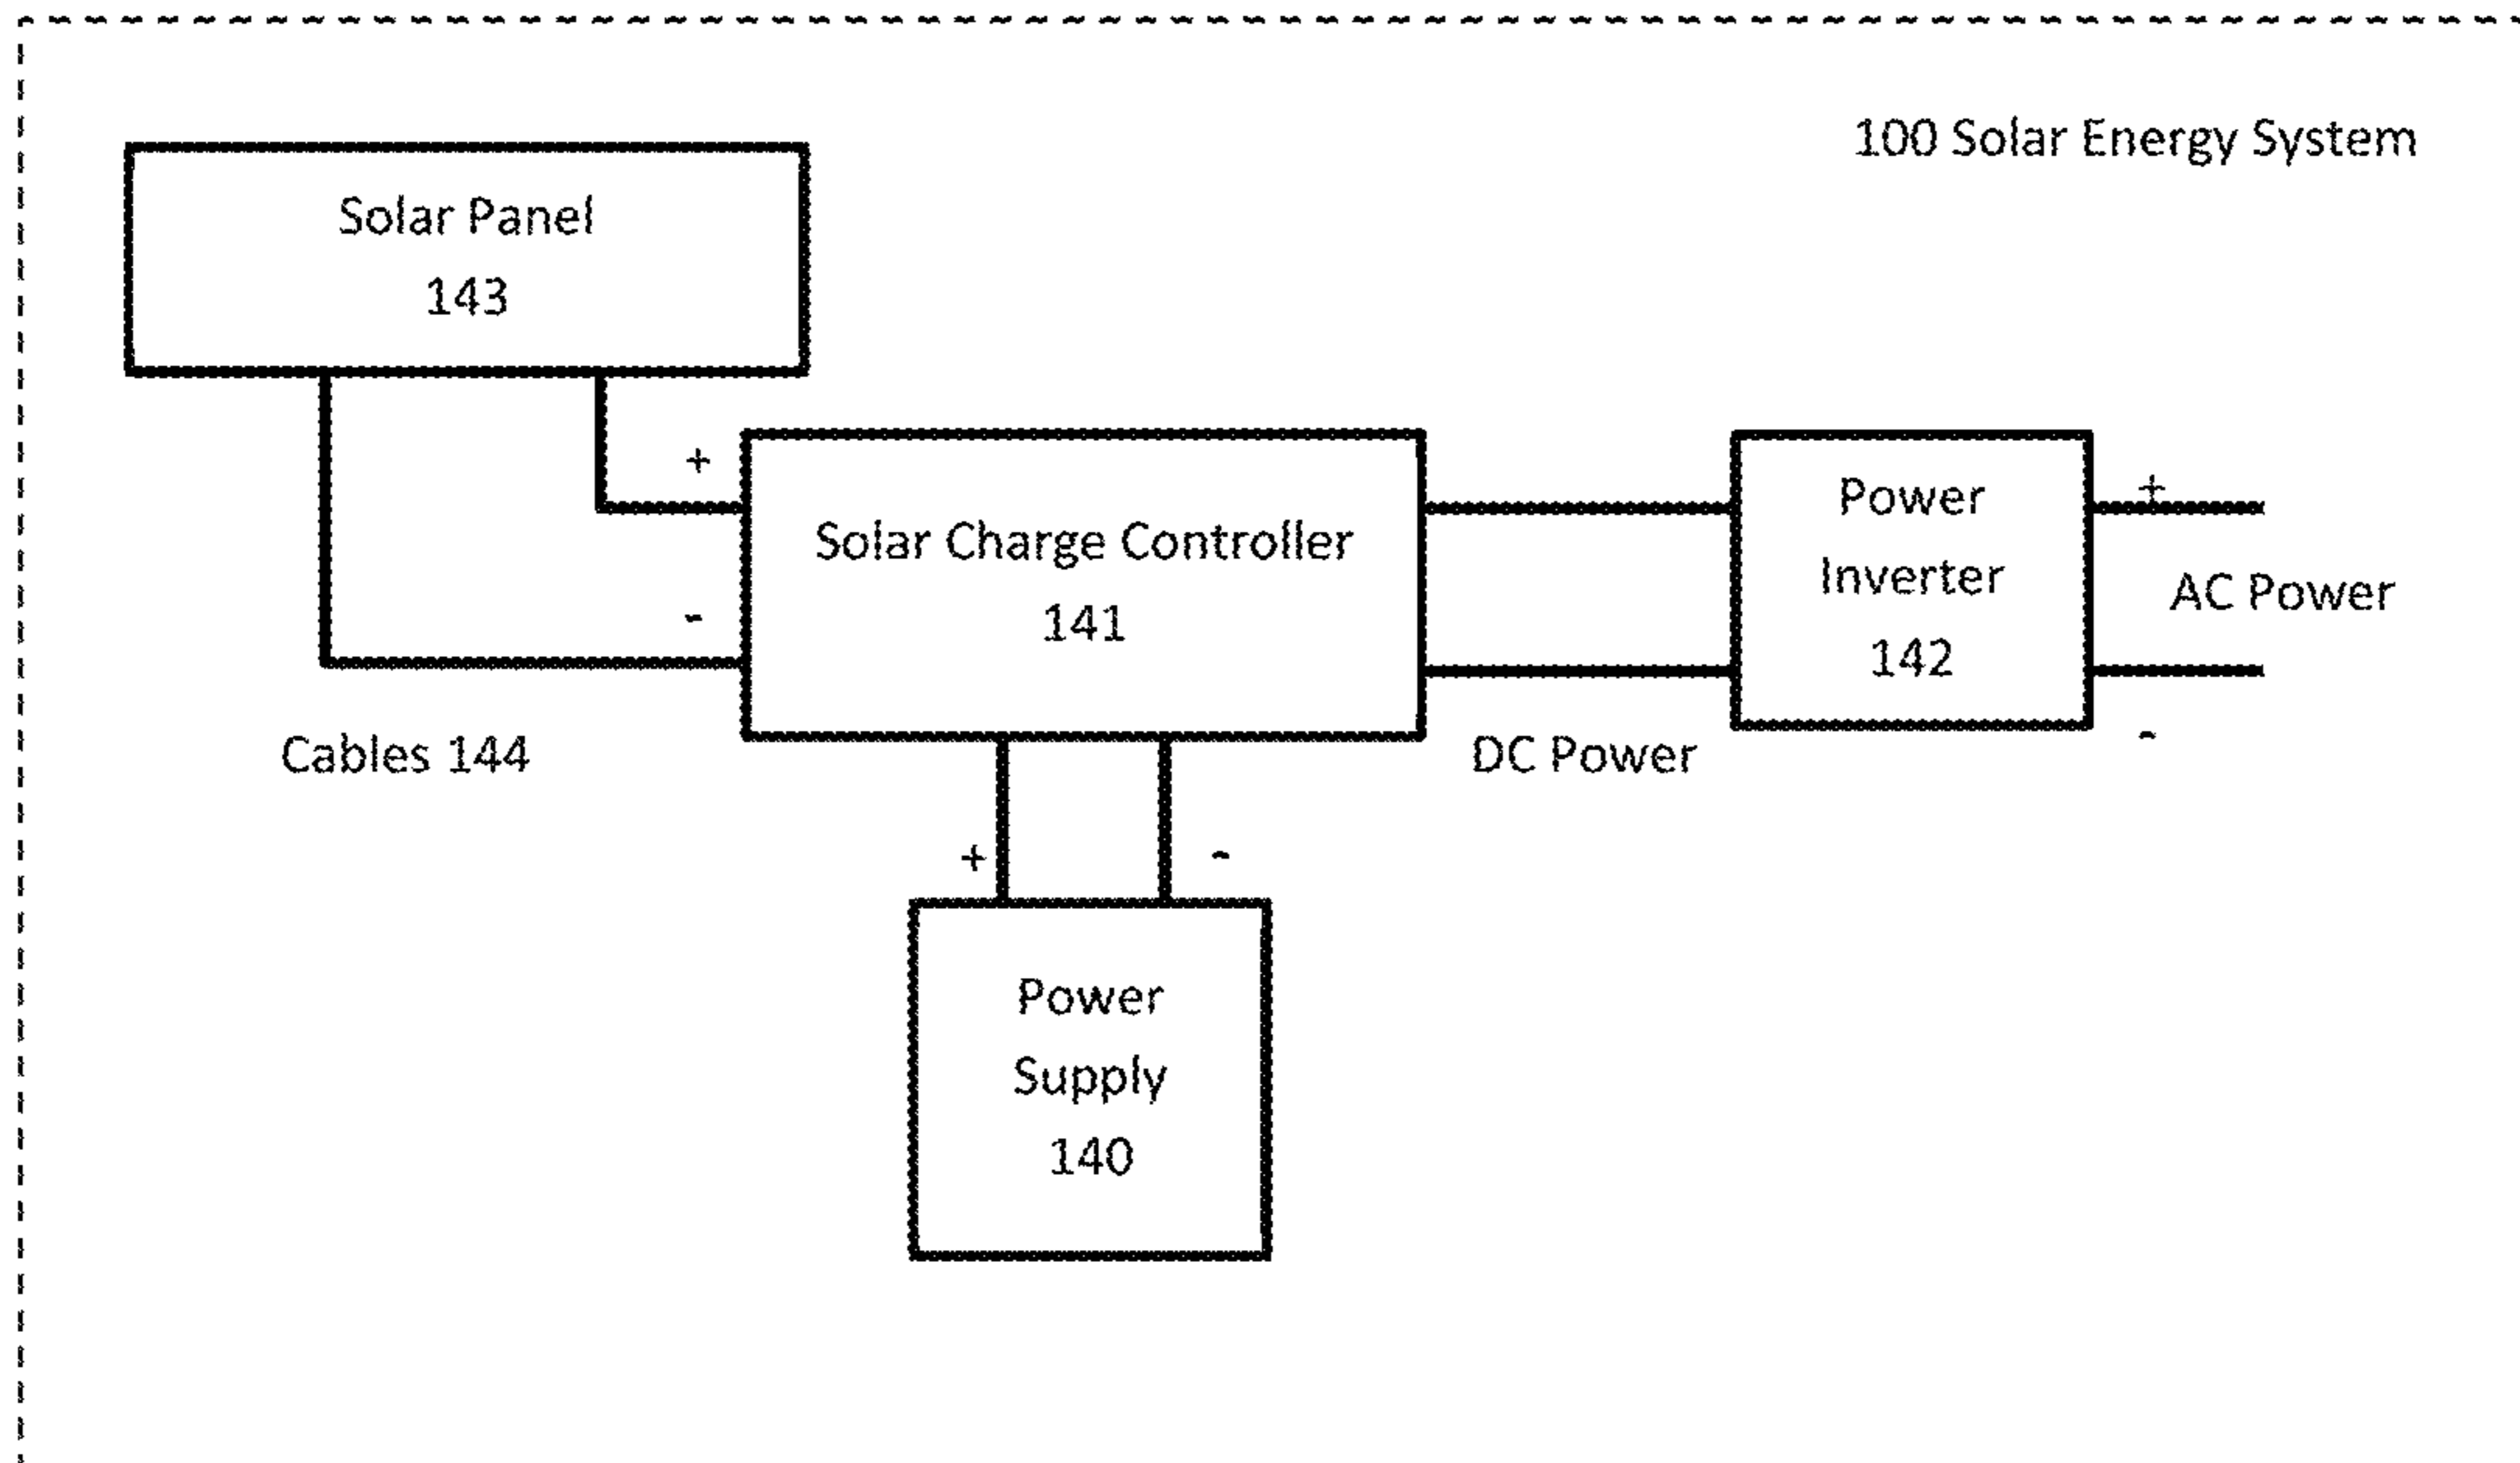 100 Solar Energy System
Solar Panel
143
+
-
Solar Charge Controller
141
Power
Inverter
142
+
AC Power
-
Cables 144
DC Power
+
-
Power
Supply
140